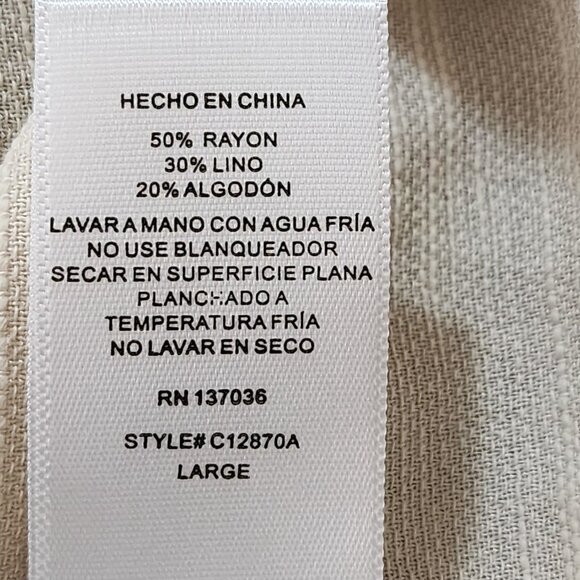 HECHO EN CHINA
50% RAYON
30% LINO
20% ALGODÓN
LAVAR A MANO CON AGUA FRÍA
NO USE BLANQUEADOR
SECAR EN SUPERFICIE PLANA
PLANCHADO A
TEMPERATURA FRÍA
NO LAVAR EN SECO
RN 137036
STYLE# C12870A
LARGE